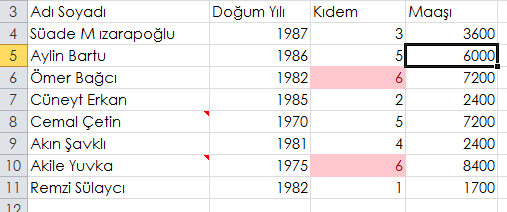 3 Adı Soyadı Doğum Yılı Kıdem Maaşı
4 Süade M ızarapoğlu 1987 3 3600
5 Aylin Bartu 1986 5 6000
6 Ömer Bağcı 1982 6 7200
7 Cüneyt Erkan 1985 2 2400
8 Cemal Çetin 1970 5 7200
9 Akın Şavklı 1981 4 2400
10 Akile Yuvka 1975 6 8400
11 Remzi Sülaycı 1982 1 1700
12